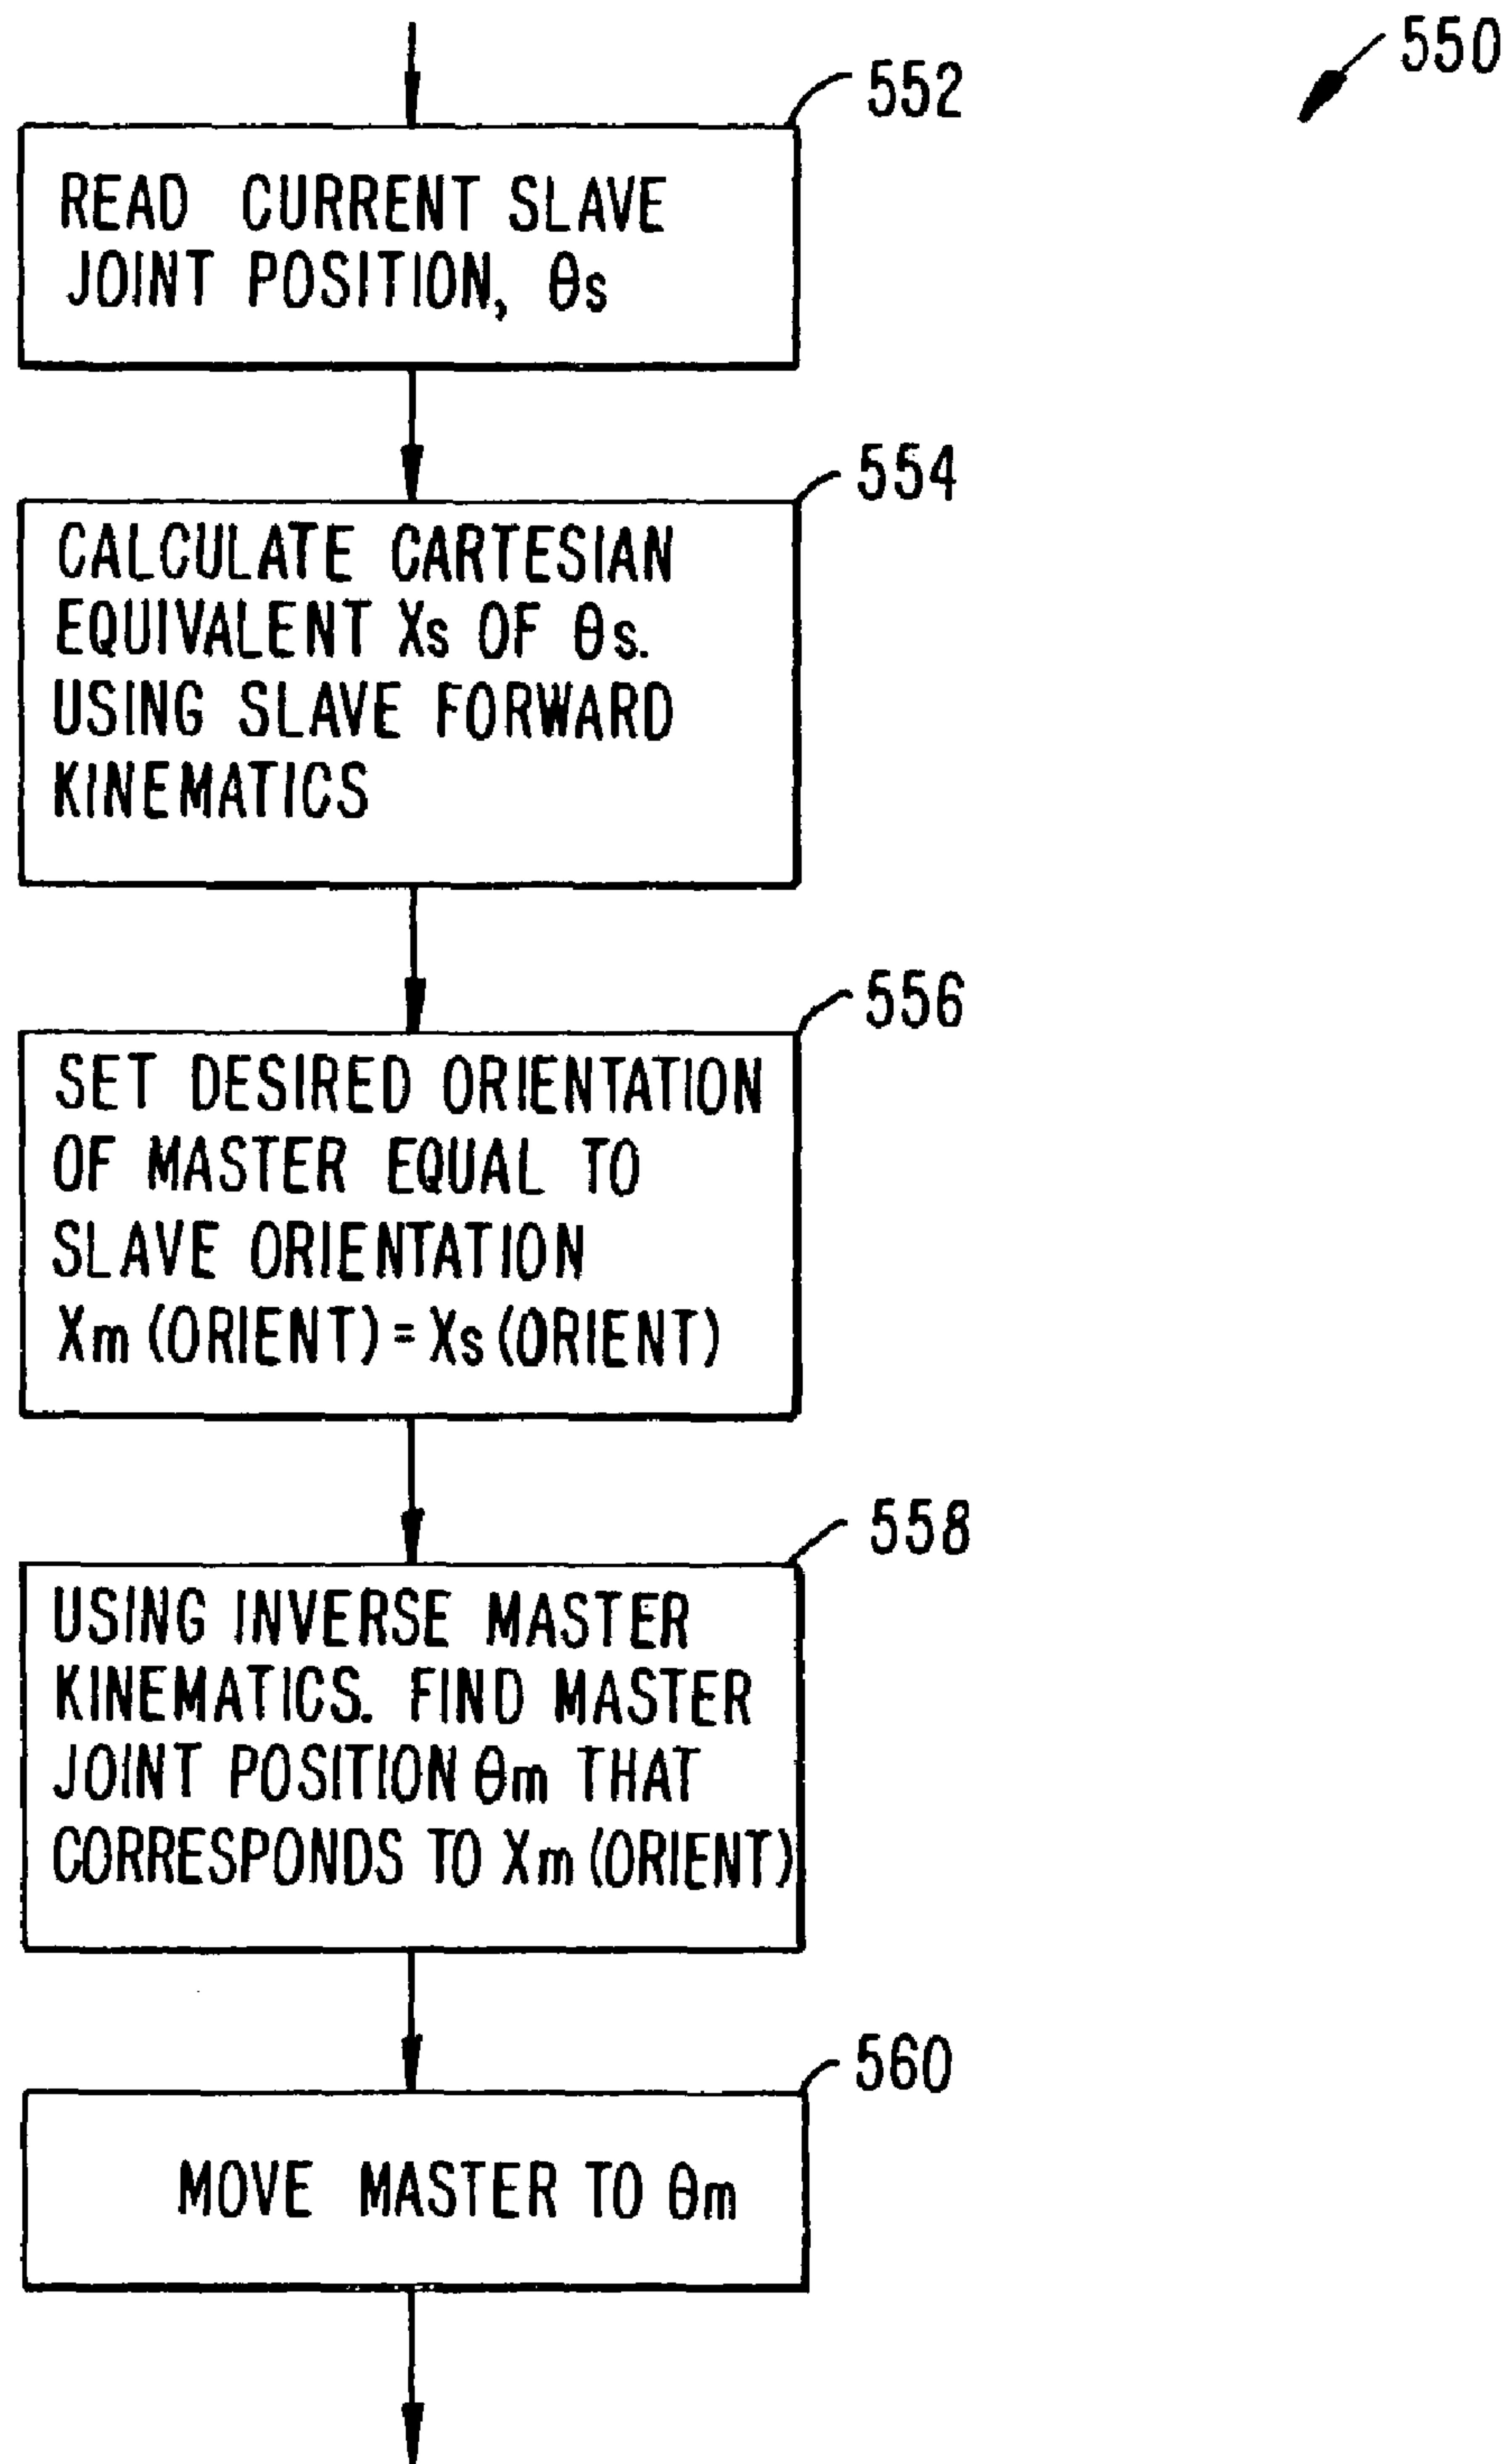 550
552
READ CURRENT SLAVE
JOINT POSITION, θs
554
CALCULATE CARTESIAN
EQUIVALENT Xs OF θs.
USING SLAVE FORWARD
KINEMATICS
556
SET DESIRED ORIENTATION
OF MASTER EQUAL TO
SLAVE ORIENTATION
Xm (ORIENT) = Xs (ORIENT)
558
USING INVERSE MASTER
KINEMATICS. FIND MASTER
JOINT POSITION θm THAT
CORRESPONDS TO Xm (ORIENT)
560
MOVE MASTER TO θm